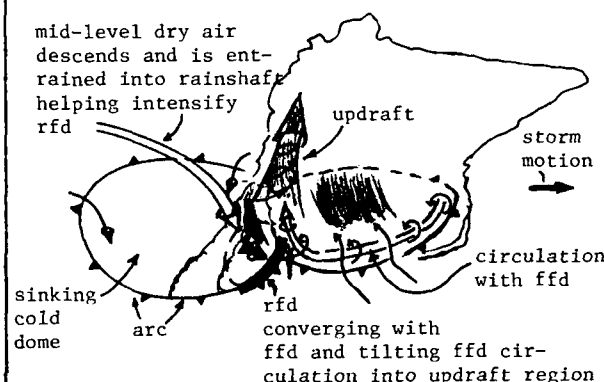 mid-level dry air
descends and is ent-
rained into rainshaft
helping intensify
rfd
updraft
storm
motion
circulation
with ffd
sinking
cold
dome
arc
rfd
converging with
ffd and tilting ffd cir-
culation into updraft region